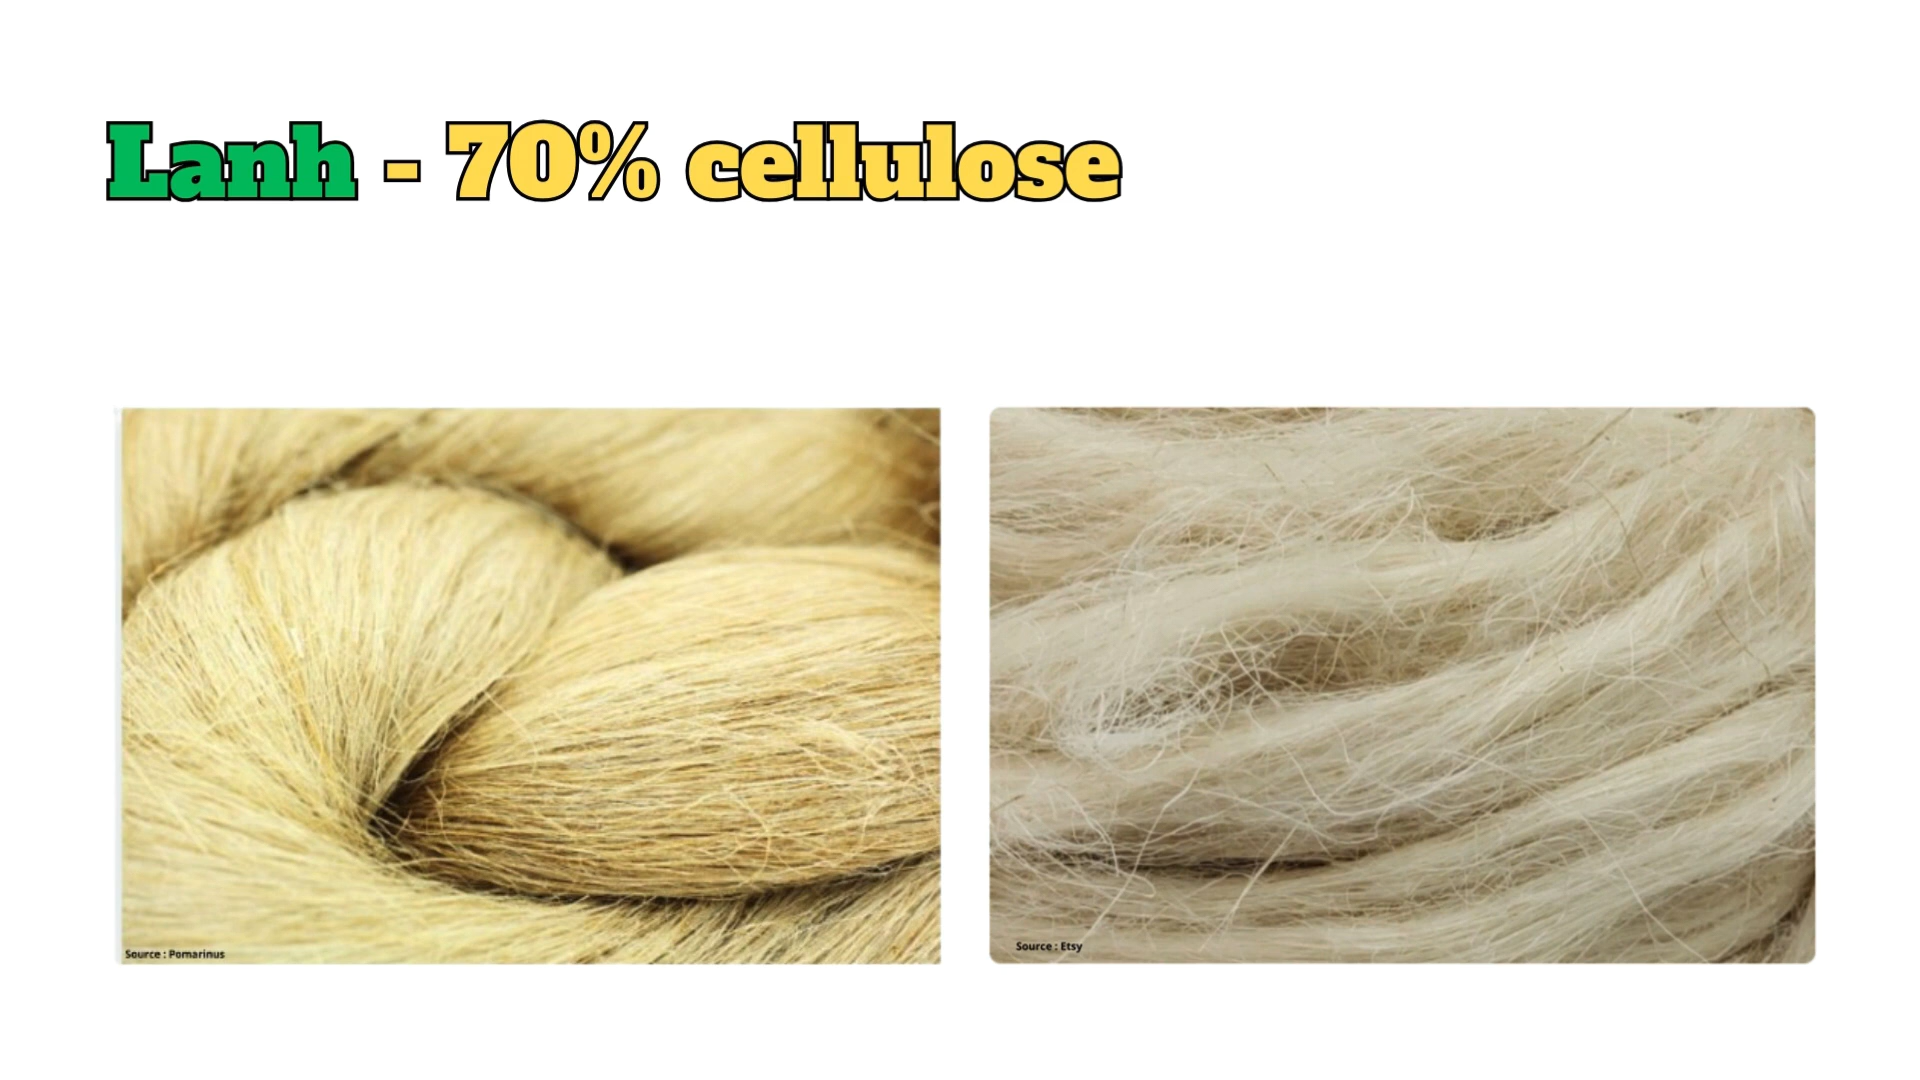 Lanh - 70% cellulose
Source : Pomarinus
Source : Etsy